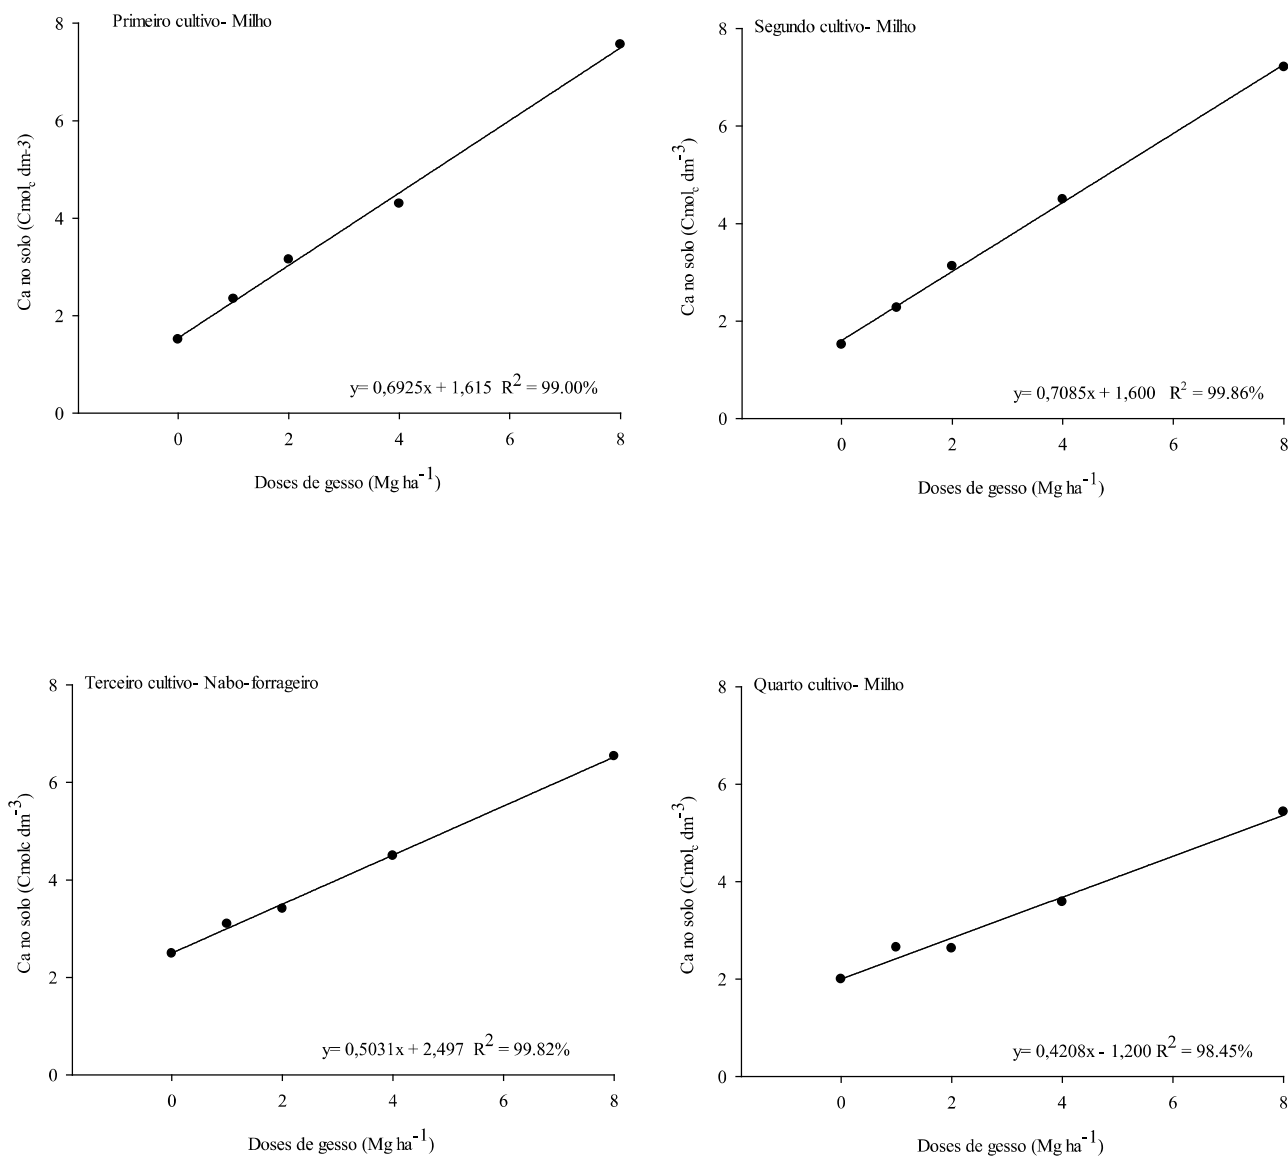 Primeiro cultivo- Milho
8
6
4
2
0
Ca no solo (Cmolc dm-3)
y= 0,6925x + 1,615 R2 = 99.00%
0 2 4 6 8
Doses de gesso (Mg ha-1)
Segundo cultivo- Milho
8
6
4
2
0
Ca no solo (Cmolc dm-3)
y= 0,7085x + 1,600 R2 = 99.86%
0 2 4 6 8
Doses de gesso (Mg ha-1)
Terceiro cultivo- Nabo-forrageiro
8
6
4
2
0
Ca no solo (Cmolc dm-3)
y= 0,5031x + 2,497 R2 = 99.82%
0 2 4 6 8
Doses de gesso (Mg ha-1)
Quarto cultivo- Milho
8
6
4
2
0
Ca no solo (Cmolc dm-3)
y= 0,4208x - 1,200 R2 = 98.45%
0 2 4 6 8
Doses de gesso (Mg ha-1)